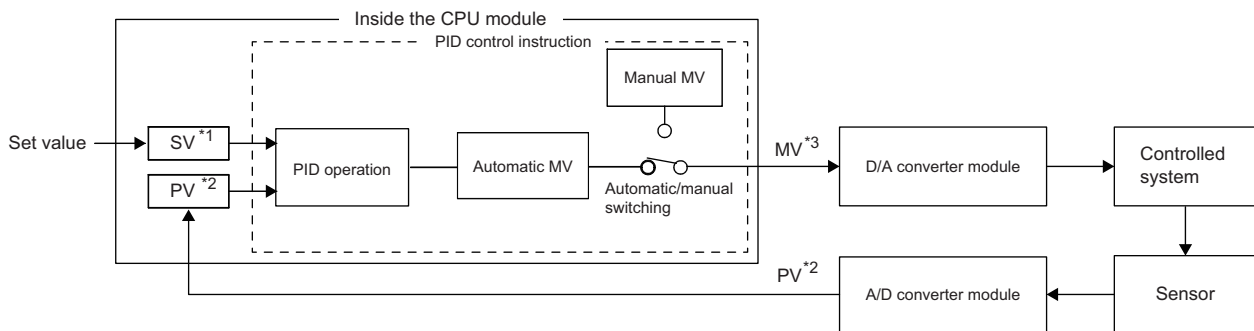 Inside the CPU module
PID control instruction
Manual MV
Set value
SV*1
PV*2
PID operation
Automatic MV
Automatic/manual
switching
MV*3
D/A converter module
Controlled
system
PV*2
A/D converter module
Sensor